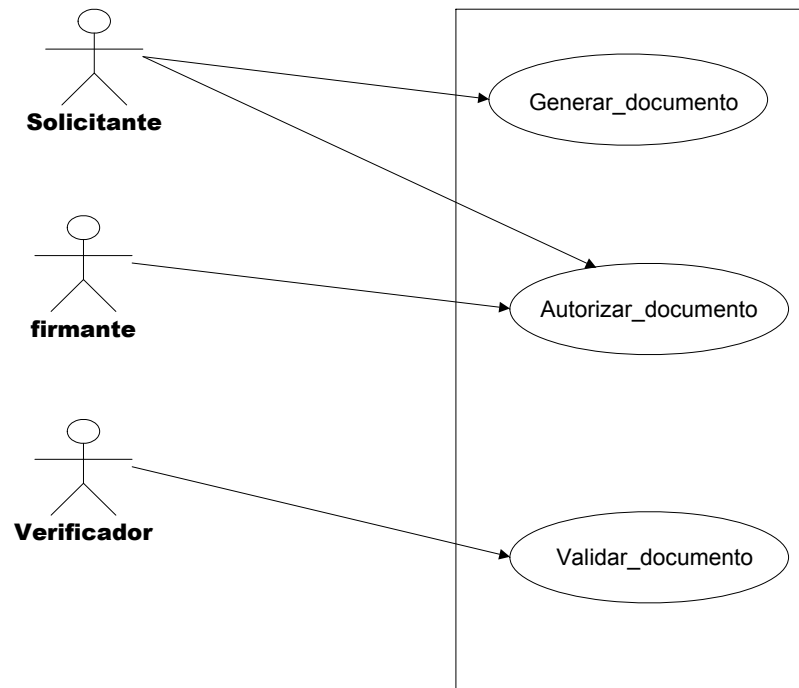 Generar_documento
Solicitante
Autorizar_documento
firmante
Verificador
Validar_documento